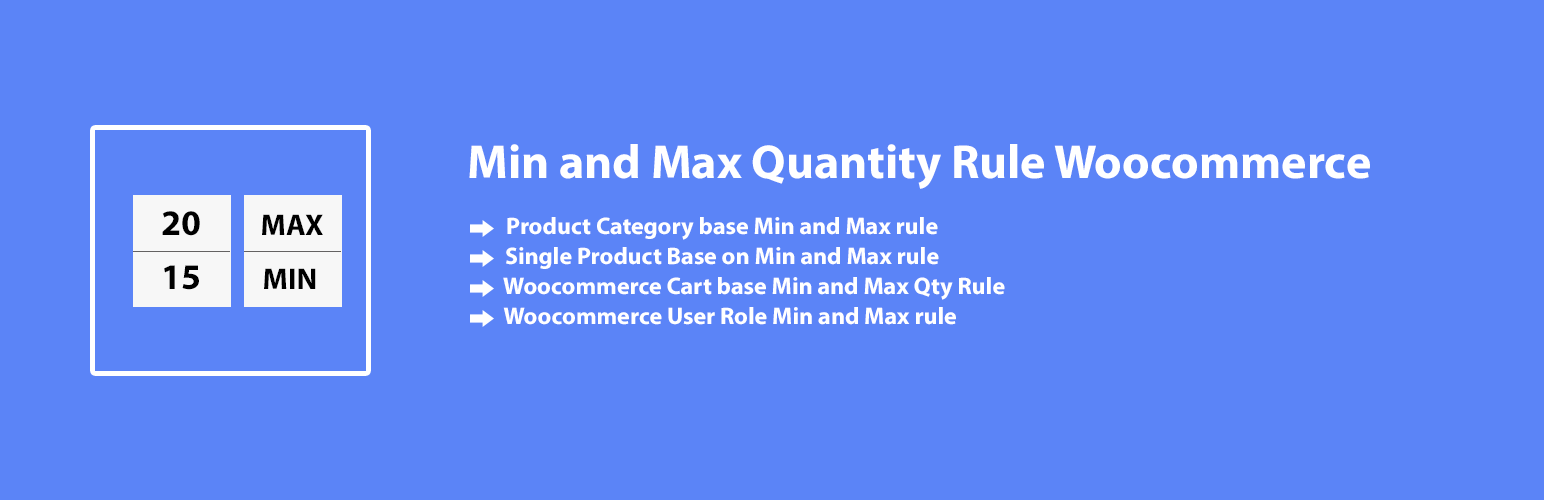 20 MAX
15 MIN
Min and Max Quantity Rule Woocommerce
Product Category base Min and Max rule
Single Product Base on Min and Max rule
Woocommerce Cart base Min and Max Qty Rule
Woocommerce User Role Min and Max rule